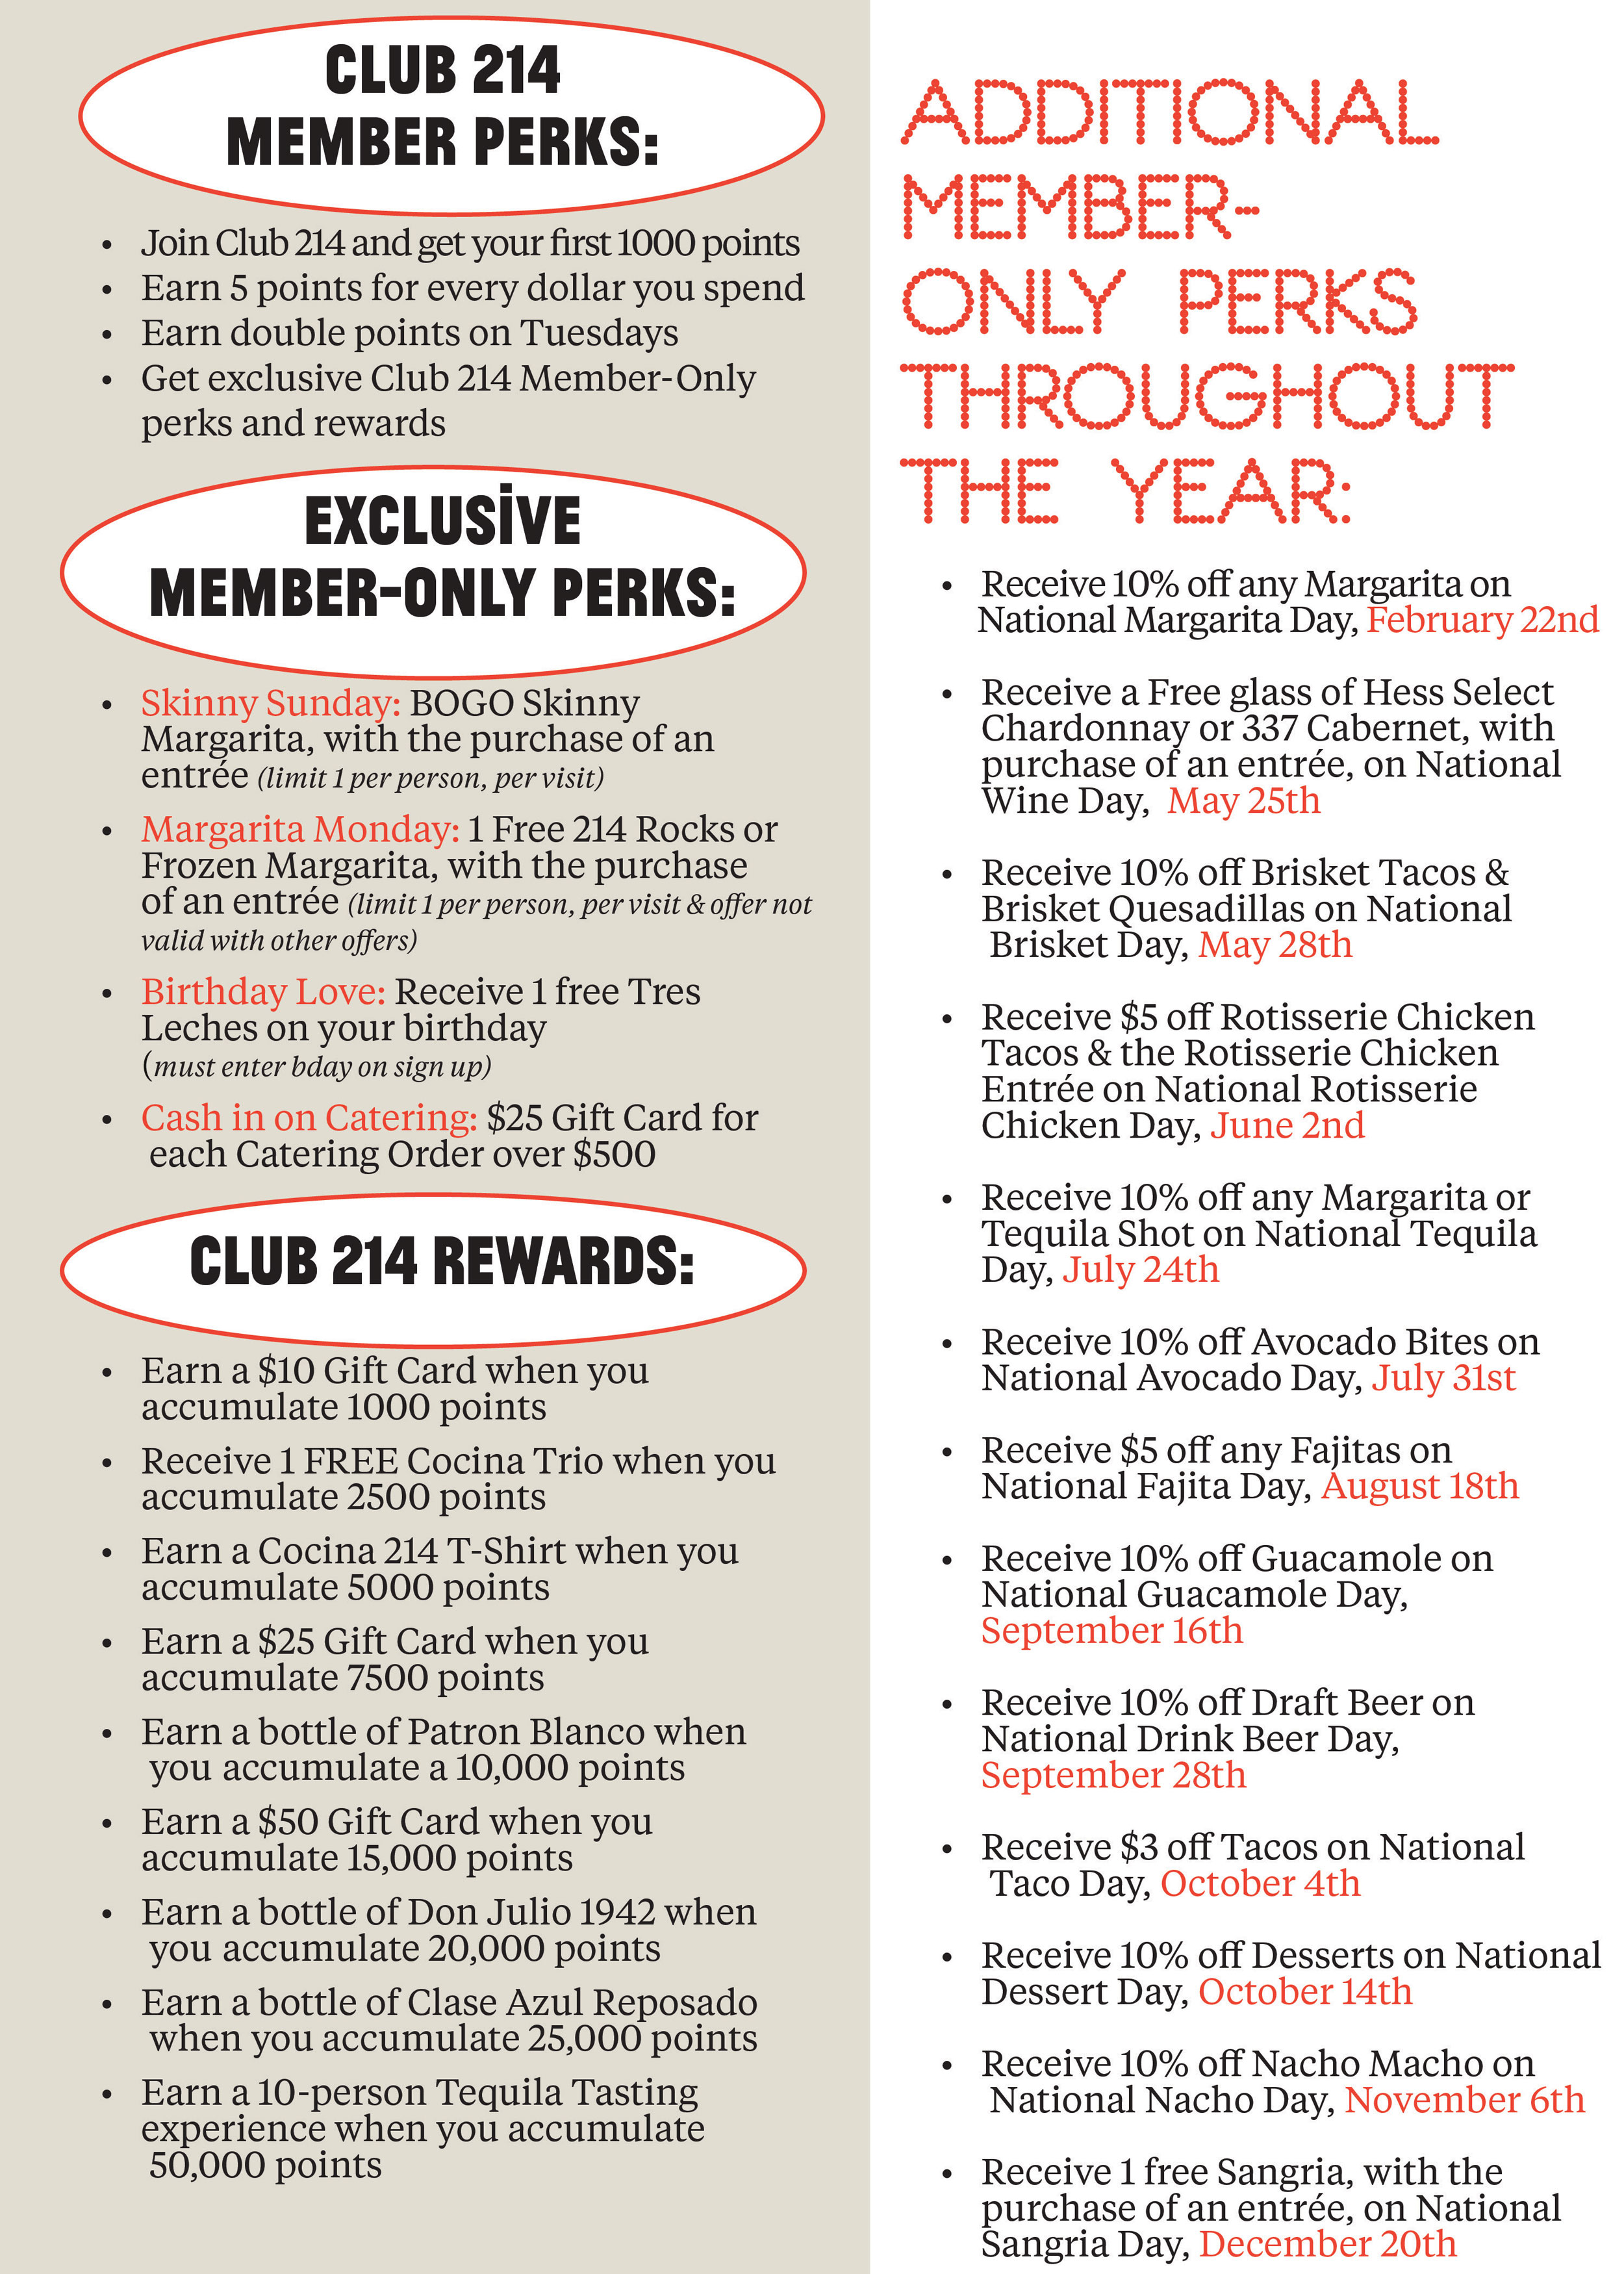 CLUB 214
MEMBER PERKS:
• Join Club 214 and get your first 1000 points
• Earn 5 points for every dollar you spend
• Earn double points on Tuesdays
• Get exclusive Club 214 Member-Only
perks and rewards
EXCLUSİVE
MEMBER-ONLY PERKS:
• Skinny Sunday: BOGO Skinny
Margarita, with the purchase of an
entrée (limit 1 per person, per visit)
• Margarita Monday: 1 Free 214 Rocks or
Frozen Margarita, with the purchase
of an entrée (limit 1 per person, per visit & offer not
valid with other offers)
• Birthday Love: Receive 1 free Tres
Leches on your birthday
(must enter bday on sign up)
• Cash in on Catering: $25 Gift Card for
each Catering Order over $500
CLUB 214 REWARDS:
• Earn a $10 Gift Card when you
accumulate 1000 points
• Receive 1 FREE Cocina Trio when you
accumulate 2500 points
• Earn a Cocina 214 T-Shirt when you
accumulate 5000 points
• Earn a $25 Gift Card when you
accumulate 7500 points
• Earn a bottle of Patron Blanco when
you accumulate a 10,000 points
• Earn a $50 Gift Card when you
accumulate 15,000 points
• Earn a bottle of Don Julio 1942 when
you accumulate 20,000 points
• Earn a bottle of Clase Azul Reposado
when you accumulate 25,000 points
• Earn a 10-person Tequila Tasting
experience when you accumulate
50,000 points
ADDITIONAL
MEMBER-
ONLY PERKS
THROUGHOUT
THE YEAR:
• Receive 10% off any Margarita on
National Margarita Day, February 22nd
• Receive a Free glass of Hess Select
Chardonnay or 337 Cabernet, with
purchase of an entrée, on National
Wine Day, May 25th
• Receive 10% off Brisket Tacos &
Brisket Quesadillas on National
Brisket Day, May 28th
• Receive $5 off Rotisserie Chicken
Tacos & the Rotisserie Chicken
Entrée on National Rotisserie
Chicken Day, June 2nd
• Receive 10% off any Margarita or
Tequila Shot on National Tequila
Day, July 24th
• Receive 10% off Avocado Bites on
National Avocado Day, July 31st
• Receive $5 off any Fajitas on
National Fajita Day, August 18th
• Receive 10% off Guacamole on
National Guacamole Day,
September 16th
• Receive 10% off Draft Beer on
National Drink Beer Day,
September 28th
• Receive $3 off Tacos on National
Taco Day, October 4th
• Receive 10% off Desserts on National
Dessert Day, October 14th
• Receive 10% off Nacho Macho on
National Nacho Day, November 6th
• Receive 1 free Sangria, with the
purchase of an entrée, on National
Sangria Day, December 20th